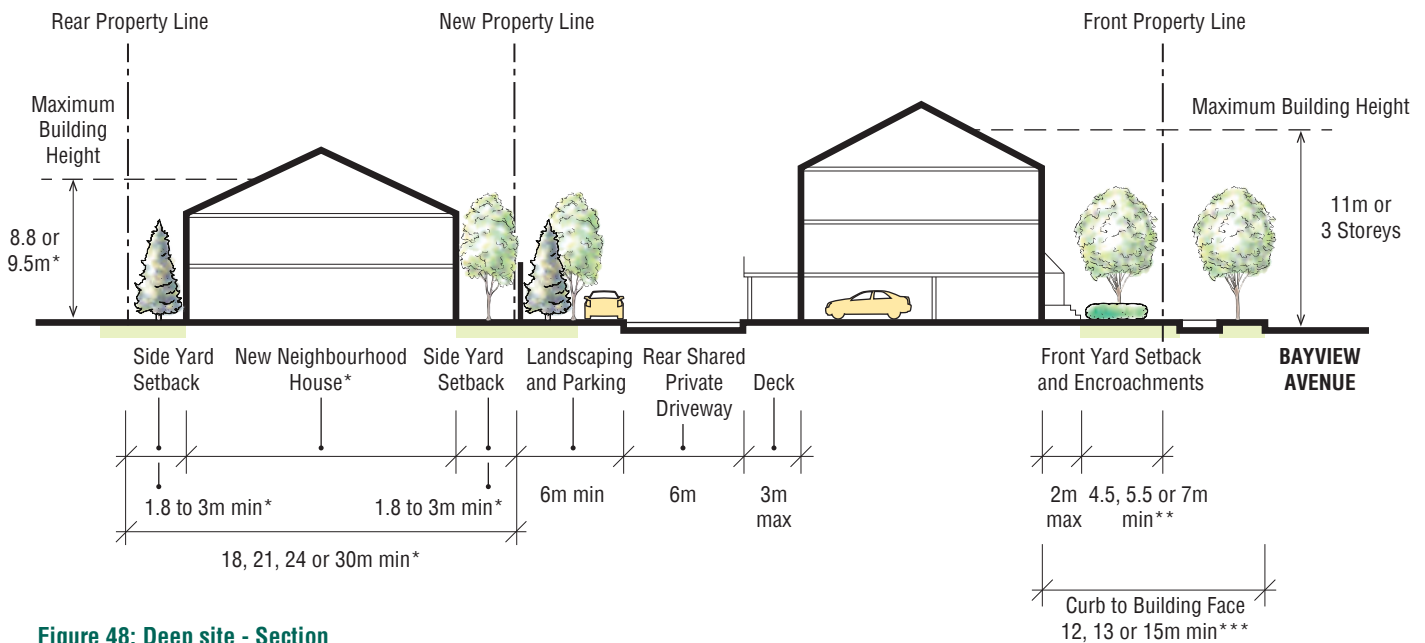 Rear Property Line
New Property Line
Front Property Line
Maximum
Building
Height
Maximum Building Height
8.8 or
9.5m*
11m or
3 Storeys
Side Yard
Setback
New Neighbourhood
House*
Side Yard
Setback
Landscaping
and Parking
Rear Shared
Private
Driveway
Deck
Front Yard Setback
and Encroachments
BAYVIEW
AVENUE
1.8 to 3m min*
1.8 to 3m min*
6m min
6m
3m
max
2m
max
4.5, 5.5 or 7m
min**
18, 21, 24 or 30m min*
Curb to Building Face
12, 13 or 15m min***
Figure 48: Deep site - Section